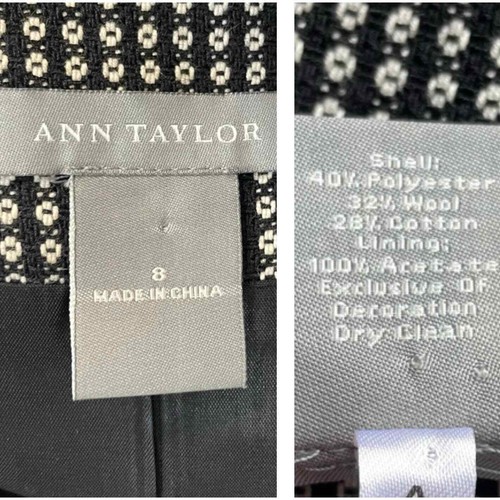 ANN TAYLOR
8
MADE IN CHINA
Shell:
40% Polyester
32% Wool
28% Cotton
Lining:
100% Acetate
Exclusive Of
Decoration
Dry Clean